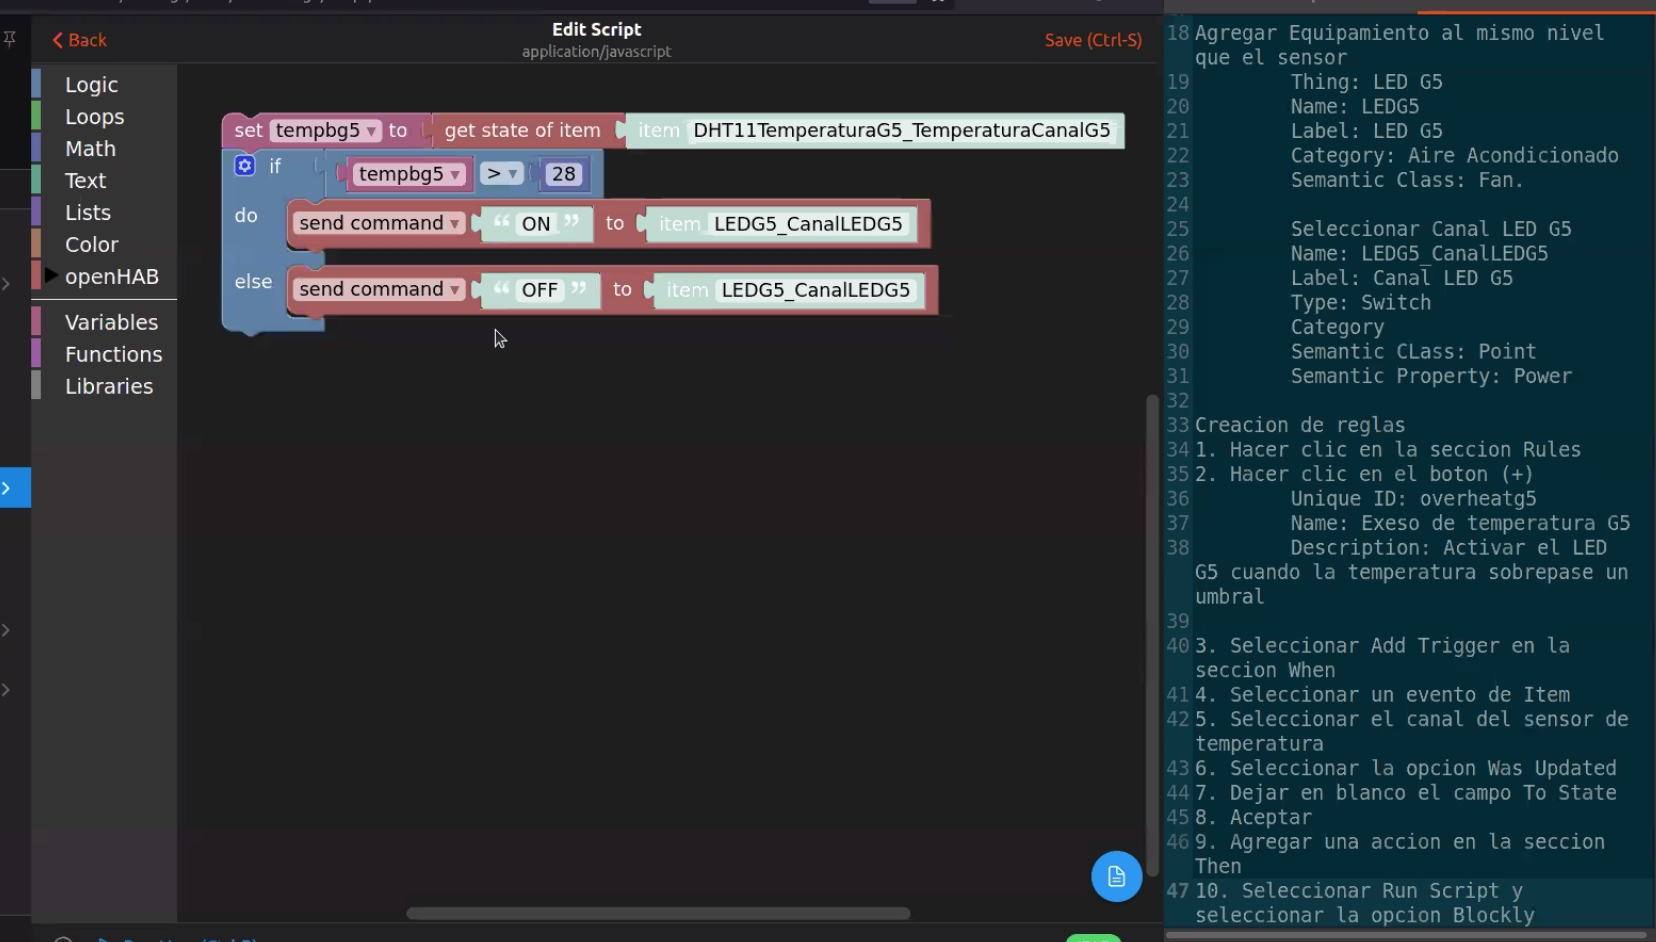 Back
Edit Script
application/javascript
Save (Ctrl-S)
Logic
Loops
Math
Text
Lists
Color
openHAB
Variables
Functions
Libraries
set tempbg5 to get state of item item DHT11TemperaturaG5_TemperaturaCanalG5
if tempbg5 > 28
do send command “ ON ” to item LEDG5_CanalLEDG5
else send command “ OFF ” to item LEDG5_CanalLEDG5
18 Agregar Equipamiento al mismo nivel
que el sensor
19 Thing: LED G5
20 Name: LEDG5
21 Label: LED G5
22 Category: Aire Acondicionado
23 Semantic Class: Fan.
24
25 Seleccionar Canal LED G5
26 Name: LEDG5_CanalLEDG5
27 Label: Canal LED G5
28 Type: Switch
29 Category
30 Semantic CLass: Point
31 Semantic Property: Power
32
33 Creacion de reglas
34 1. Hacer clic en la seccion Rules
35 2. Hacer clic en el boton (+)
36 Unique ID: overheatg5
37 Name: Exeso de temperatura G5
38 Description: Activar el LED
G5 cuando la temperatura sobrepase un
umbral
39
40 3. Seleccionar Add Trigger en la
seccion When
41 4. Seleccionar un evento de Item
42 5. Seleccionar el canal del sensor de
temperatura
43 6. Seleccionar la opcion Was Updated
44 7. Dejar en blanco el campo To State
45 8. Aceptar
46 9. Agregar una accion en la seccion
Then
47 10. Seleccionar Run Script y
seleccionar la opcion Blockly